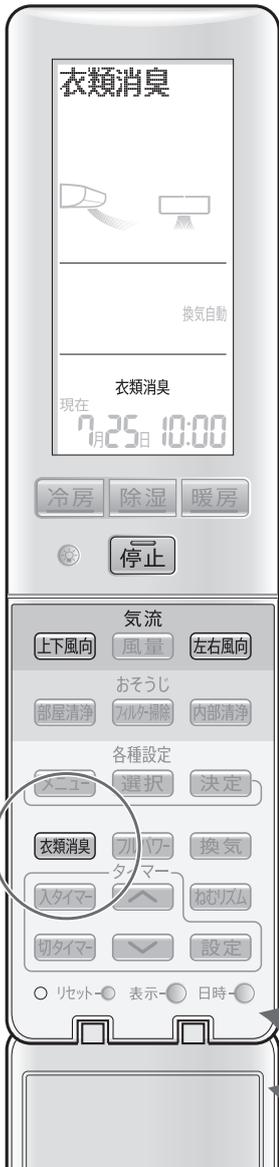 衣類消臭
換気自動
衣類消臭
現在
7月25日 10:00
冷房 除湿 暖房
停止
気流
上下風向 風量 左右風向
おそうじ
部屋清浄 フィルター掃除 内部清浄
各種設定
メニュー 選択 決定
衣類消臭 フルパワー 換気
タイマー
入タイマー ねむリズム
切タイマー 設定
リセット 表示 日時